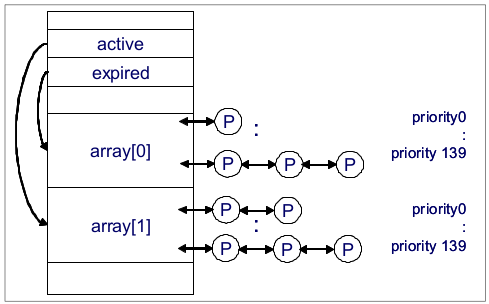 active
expired
P
:
priority0
:
array[0]
P P P
priority 139
P P
priority0
array[1]
:
:
P P P
priority 139